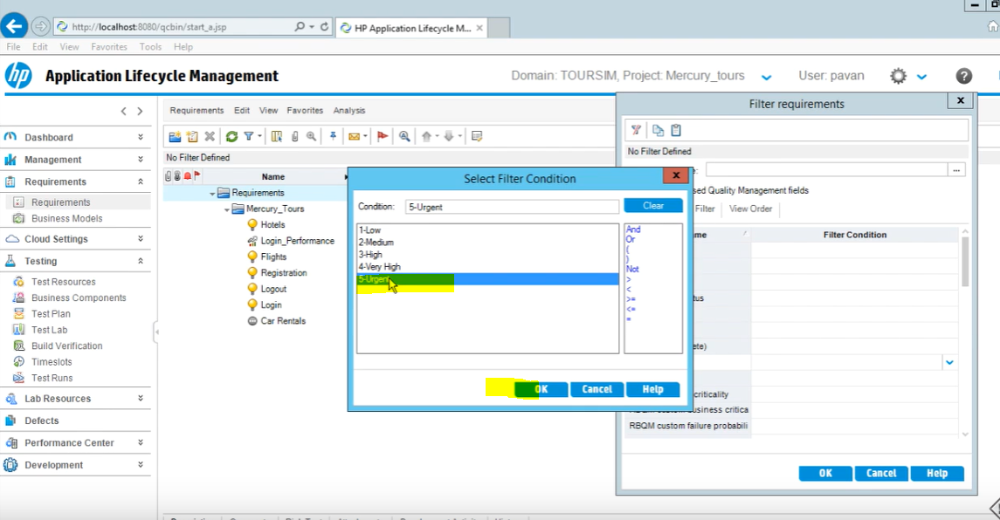 http://localhost:8080/qcbin/start_a.jsp
HP Application Lifecycle M...
File Edit View Favorites Tools Help
hp Application Lifecycle Management
Domain: TOURSIM, Project: Mercury_tours
User: pavan
Dashboard
Management
Requirements
Requirements
Business Models
Cloud Settings
Testing
Test Resources
Business Components
Test Plan
Test Lab
Build Verification
Timeslots
Test Runs
Lab Resources
Defects
Performance Center
Development
Requirements Edit View Favorites Analysis
No Filter Defined
Name
Requirements
Mercury_Tours
Hotels
Login_Performance
Flights
Registration
Logout
Login
Car Rentals
Select Filter Condition x
Condition: 5-Urgent Clear
1-Low
2-Medium
3-High
4-Very High
5-Urgent
And
Or
(
)
Not
>
<
>=
<=
=
OK Cancel Help
Filter requirements x
No Filter Defined
e: ...
sed Quality Management fields
Filter View Order
me Filter Condition
tus
ete)
criticality
RBQM custom business critica
RBQM custom failure probabili
OK Cancel Help